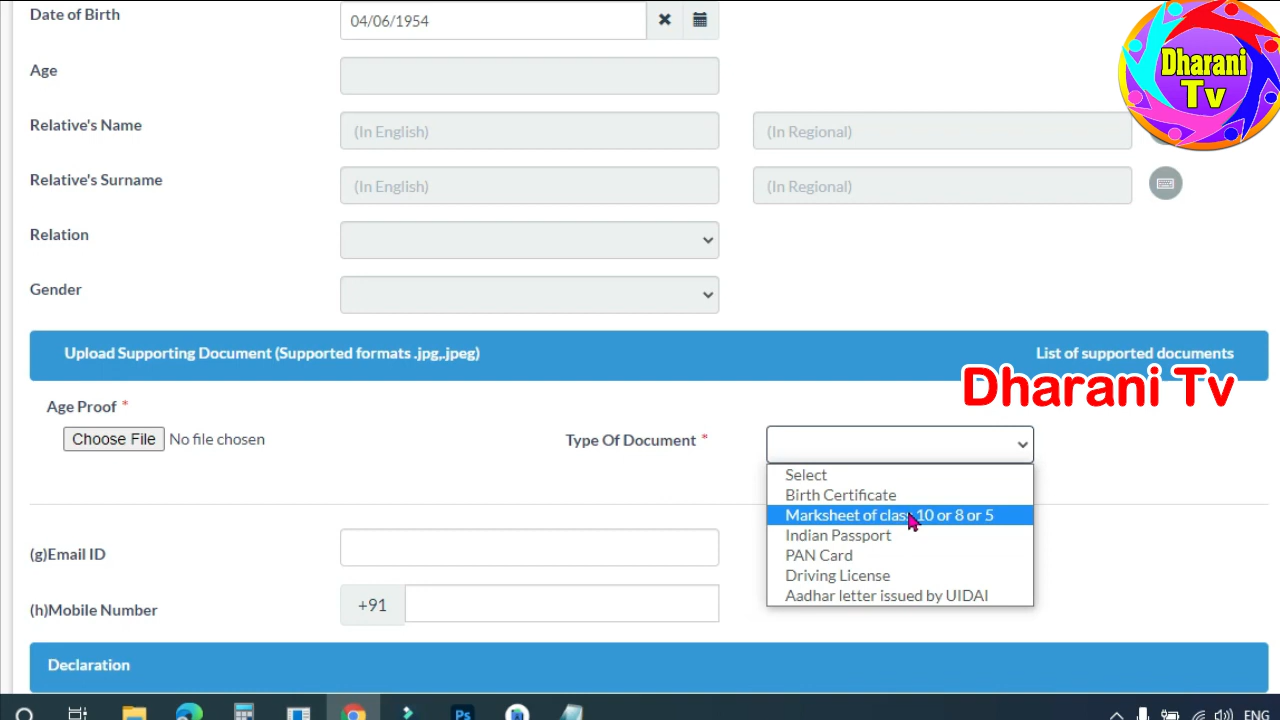 Date of Birth
04/06/1954
Age
Relative's Name
(In English)
(In Regional)
Relative's Surname
(In English)
(In Regional)
Relation
Gender
Upload Supporting Document (Supported formats .jpg,.jpeg)
List of supported documents
Dharani Tv
Dharani
Tv
Age Proof *
Choose File No file chosen
Type Of Document *
Select
Birth Certificate
Marksheet of class 10 or 8 or 5
Indian Passport
PAN Card
Driving License
Aadhar letter issued by UIDAI
(g)Email ID
(h)Mobile Number
+91
Declaration
Ps
ENG